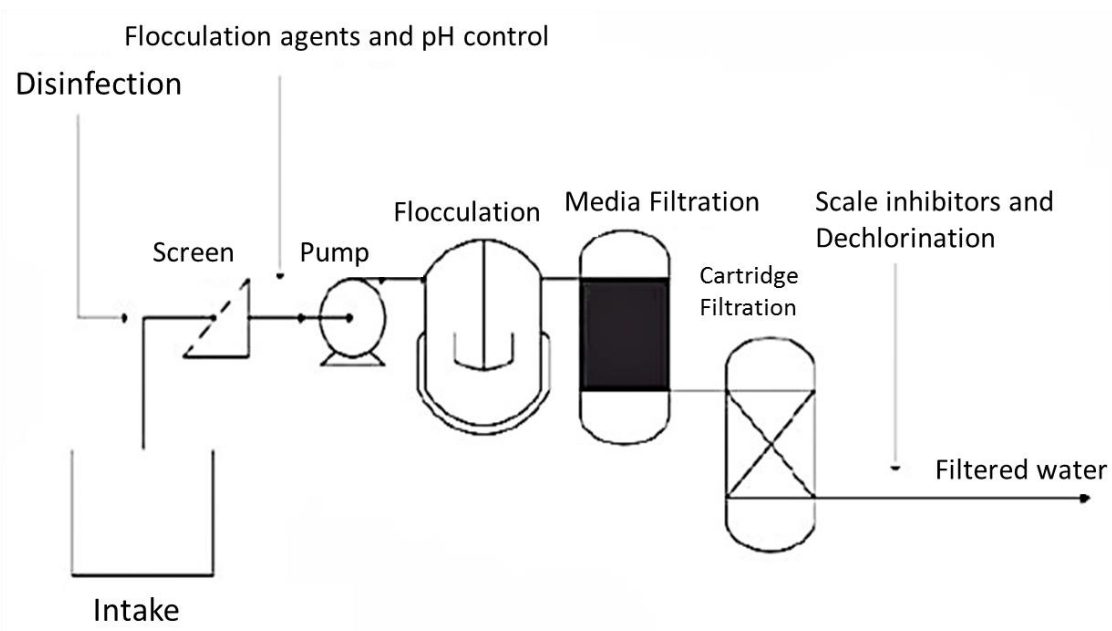 Flocculation agents and pH control
Disinfection
Screen
Pump
Flocculation
Media Filtration
Cartridge
Filtration
Scale inhibitors and
Dechlorination
Filtered water
Intake